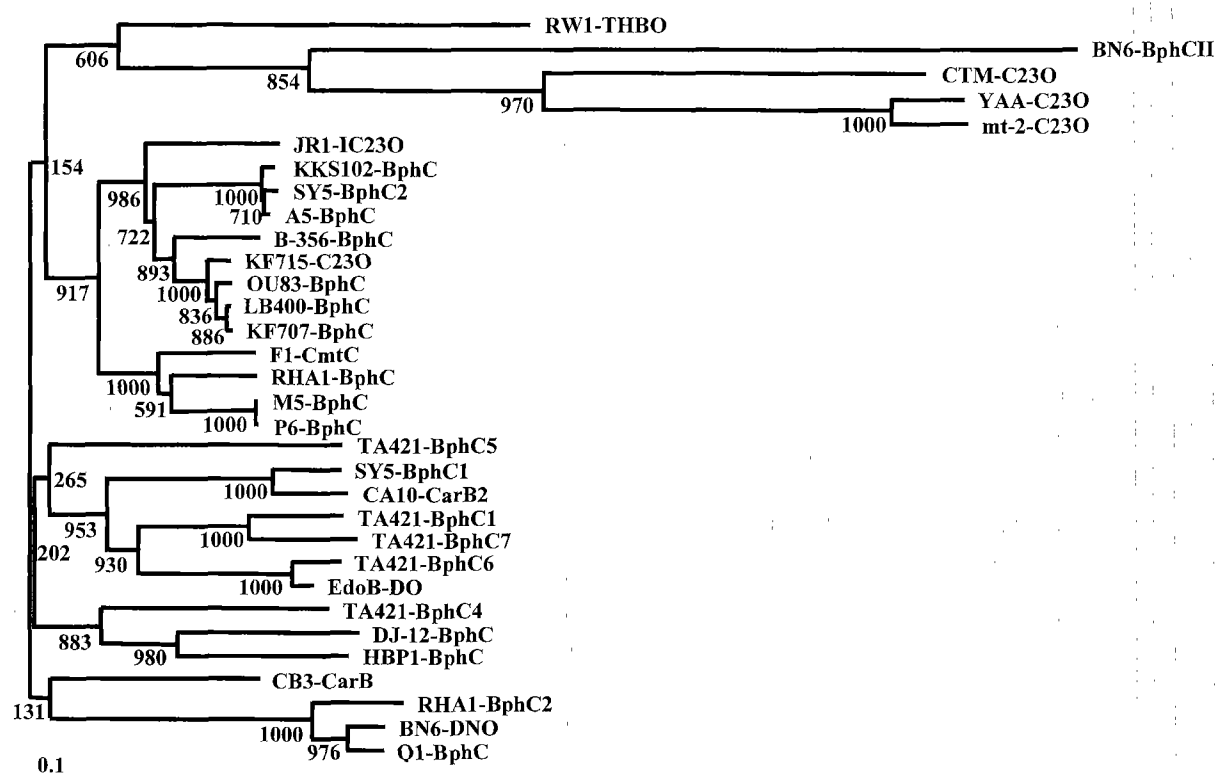 RW1-THBO
606
BN6-BphCII
854
CTM-C23O
970
YAA-C23O
1000
mt-2-C23O
JR1-IC23O
154
KKS102-BphC
986
1000
SY5-BphC2
710
A5-BphC
722
B-356-BphC
893
KF715-C23O
917
1000
OU83-BphC
LB400-BphC
836
886
KF707-BphC
F1-CmtC
1000
RHA1-BphC
591
M5-BphC
1000
P6-BphC
TA421-BphC5
265
SY5-BphC1
1000
CA10-CarB2
953
TA421-BphC1
1000
TA421-BphC7
202
930
TA421-BphC6
1000
EdoB-DO
TA421-BphC4
883
DJ-12-BphC
980
HBP1-BphC
CB3-CarB
131
RHA1-BphC2
1000
BN6-DNO
976
Q1-BphC
0.1